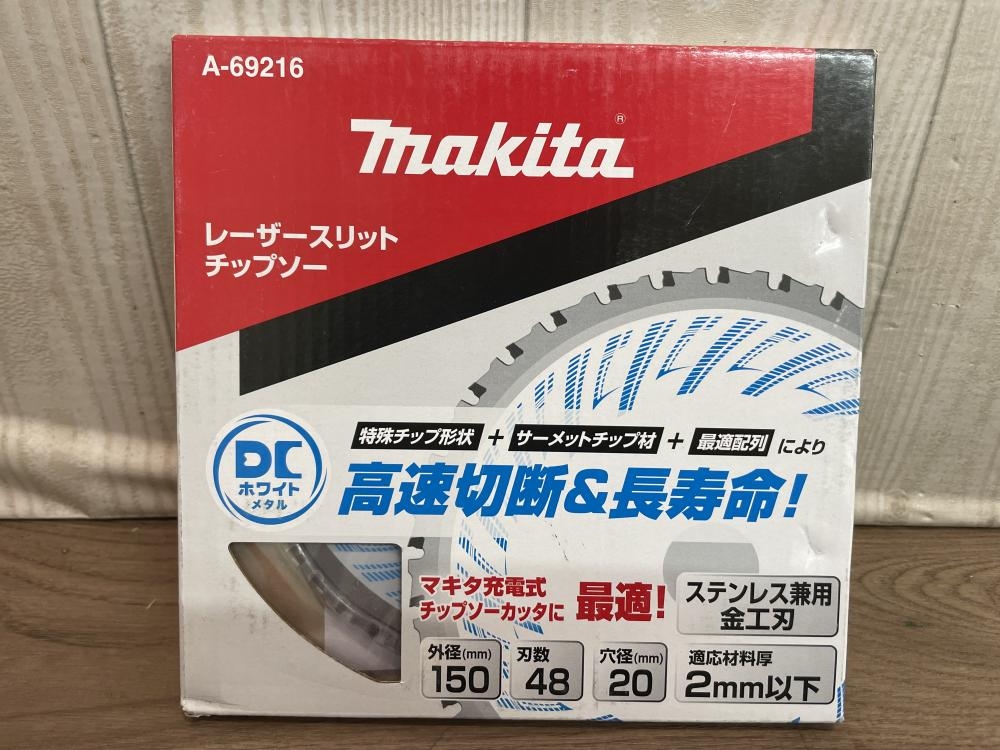 A-69216
makita®
レーザースリット
チップソー
DC
ホワイト
メタル
特殊チップ形状 + サーメットチップ材 + 最適配列 により
高速切断&長寿命!
マキタ充電式
チップソーカッタに 最適!
ステンレス兼用
金工刃
外径(mm)
150
刃数
48
穴径(mm)
20
適応材料厚
2mm以下